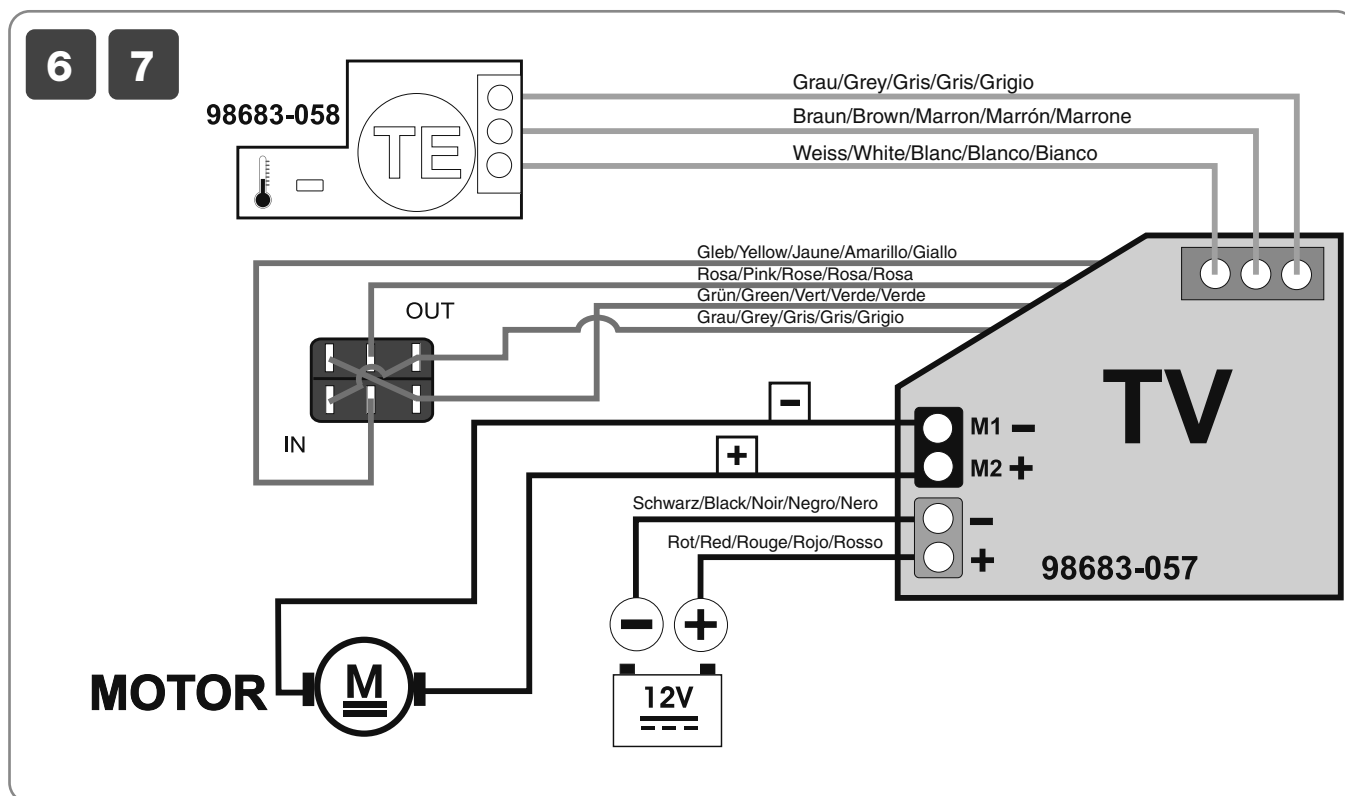 6 7
98683-058
TE
Grau/Grey/Gris/Gris/Grigio
Braun/Brown/Marron/Marrón/Marrone
Weiss/White/Blanc/Blanco/Bianco
Gleb/Yellow/Jaune/Amarillo/Giallo
Rosa/Pink/Rose/Rosa/Rosa
Grün/Green/Vert/Verde/Verde
Grau/Grey/Gris/Gris/Grigio
OUT
IN
TV
-
M1 -
+
M2 +
Schwarz/Black/Noir/Negro/Nero
-
Rot/Red/Rouge/Rojo/Rosso
+
98683-057
- +
MOTOR
M
12V